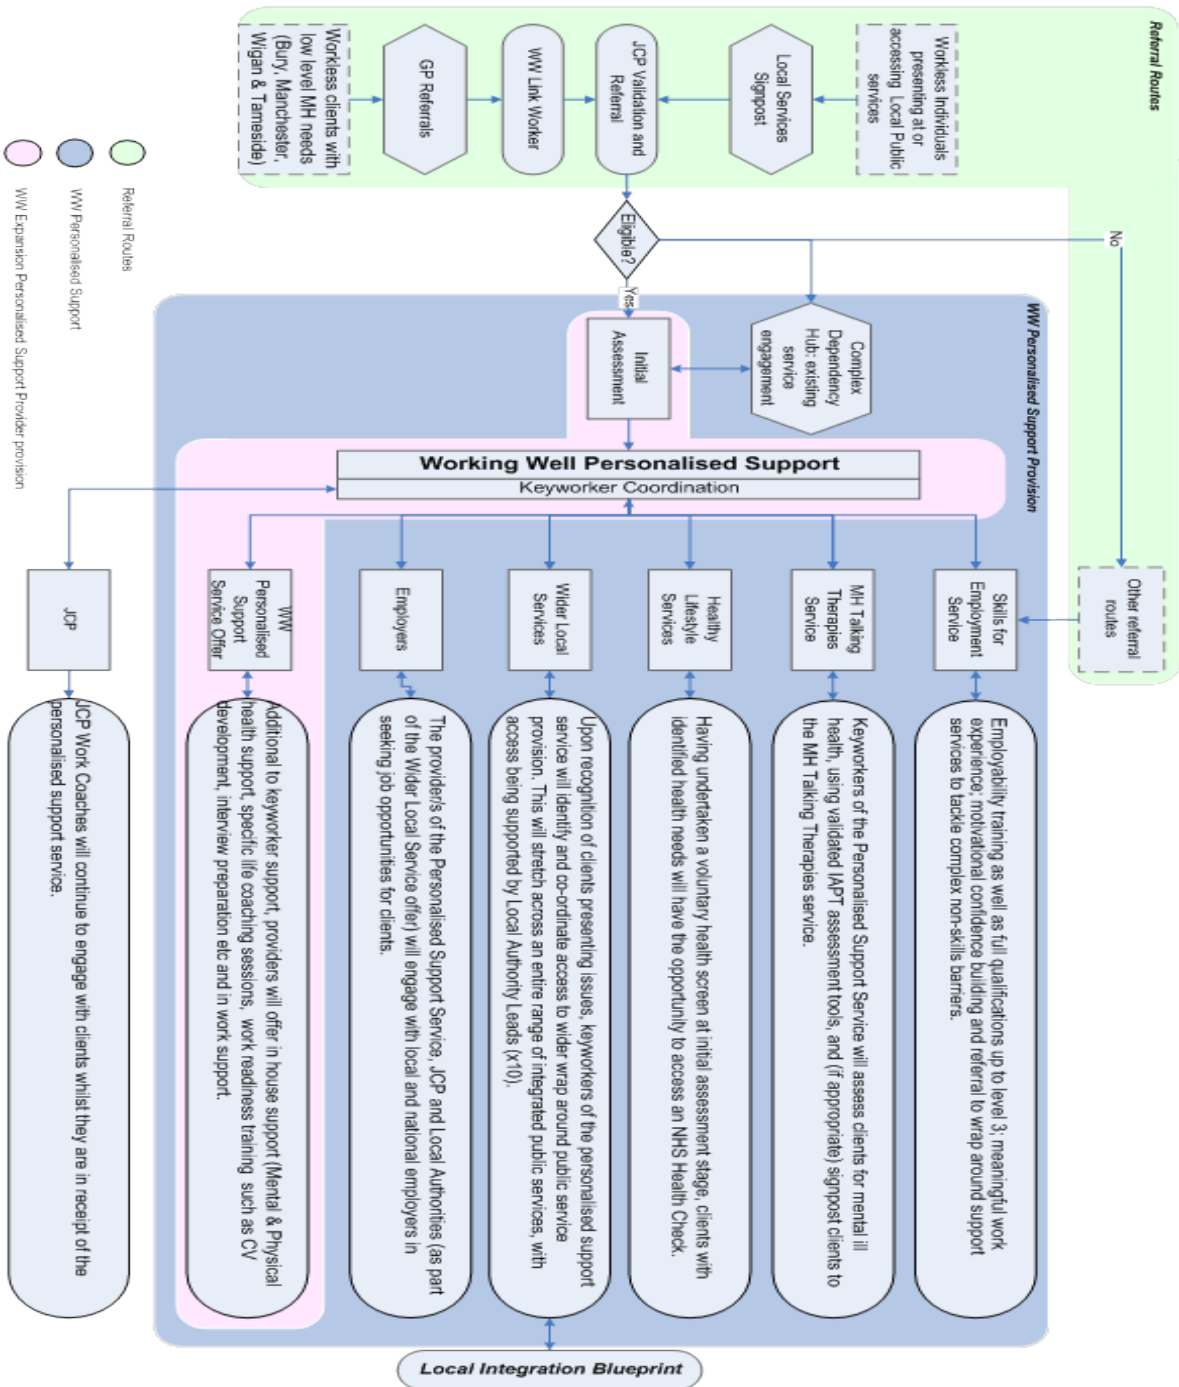 Referral Routes
Workless Individuals
presenting at or
accessing Local Public
services
Local Services
Signpost
JCP Validation and
Referral
WW Link Worker
GP Referrals
Workless clients with
low level MH needs
(Bury, Manchester,
Wigan & Tameside)
Eligible?
No
Yes
Other referral
routes
WW Personalised Support Provision
Complex
Dependency
Hub: existing
service
engagement
Initial
Assessment
Working Well Personalised Support
Keyworker Coordination
Skills for
Employment
Service
Employability training as well as full qualifications up to level 3; meaningful work
experience; motivational confidence building and referral to wrap around support
services to tackle complex non-skills barriers.
MH Talking
Therapies
Service
Keyworkers of the Personalised Support Service will assess clients for mental ill
health, using validated IAPT assessment tools, and (if appropriate) signpost clients to
the MH Talking Therapies service.
Healthy
Lifestyle
Services
Having undertaken a voluntary health screen at initial assessment stage, clients with
identified health needs will have the opportunity to access an NHS Health Check.
Wider Local
Services
Upon recognition of clients presenting issues, keyworkers of the personalised support
service will identify and co-ordinate access to wider wrap around public service
provision. This will stretch across an entire range of integrated public services, with
access being supported by Local Authority Leads (x10).
Employers
The provider/s of the Personalised Support Service, JCP and Local Authorities (as part
of the Wider Local Service offer) will engage with local and national employers in
seeking job opportunities for clients.
WW
Personalised
Support
Service Offer
Additional to keyworker support, providers will offer in house support (Mental & Physical
health support, specific life coaching sessions, work readiness training such as CV
development, interview preparation etc and in work support.
JCP
JCP Work Coaches will continue to engage with clients whilst they are in receipt of the
personalised support service.
Local Integration Blueprint
Referral Routes
WW Personalised Support
WW Expansion Personalised Support Provider provision